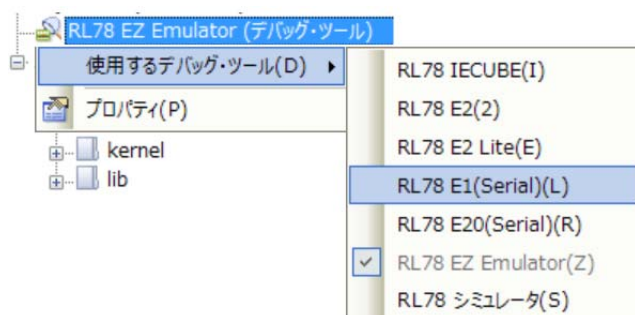 RL78 EZ Emulator (デバッグ・ツール)
使用するデバッグ・ツール(D)
プロパティ(P)
kernel
lib
RL78 IECUBE(I)
RL78 E2(2)
RL78 E2 Lite(E)
RL78 E1(Serial)(L)
RL78 E20(Serial)(R)
RL78 EZ Emulator(Z)
RL78 シミュレータ(S)